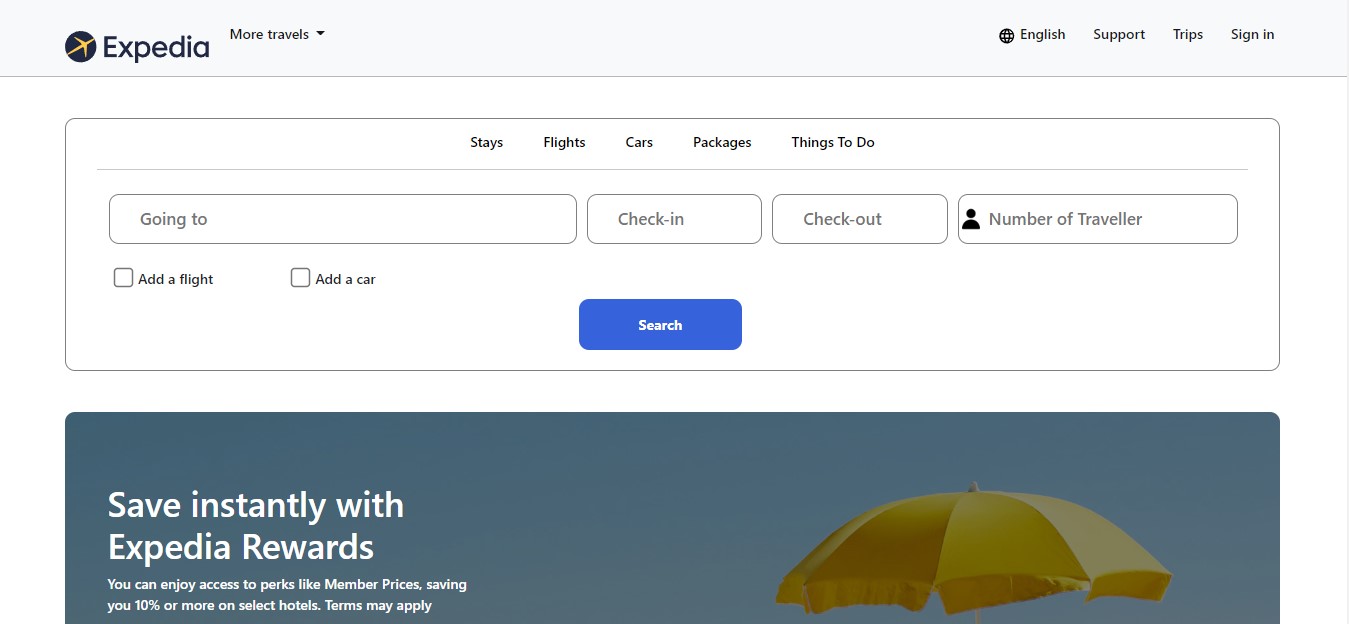 Expedia
More travels
English
Support
Trips
Sign in
Stays
Flights
Cars
Packages
Things To Do
Going to
Check-in
Check-out
Number of Traveller
Add a flight
Add a car
Search
Save instantly with
Expedia Rewards
You can enjoy access to perks like Member Prices, saving
you 10% or more on select hotels. Terms may apply